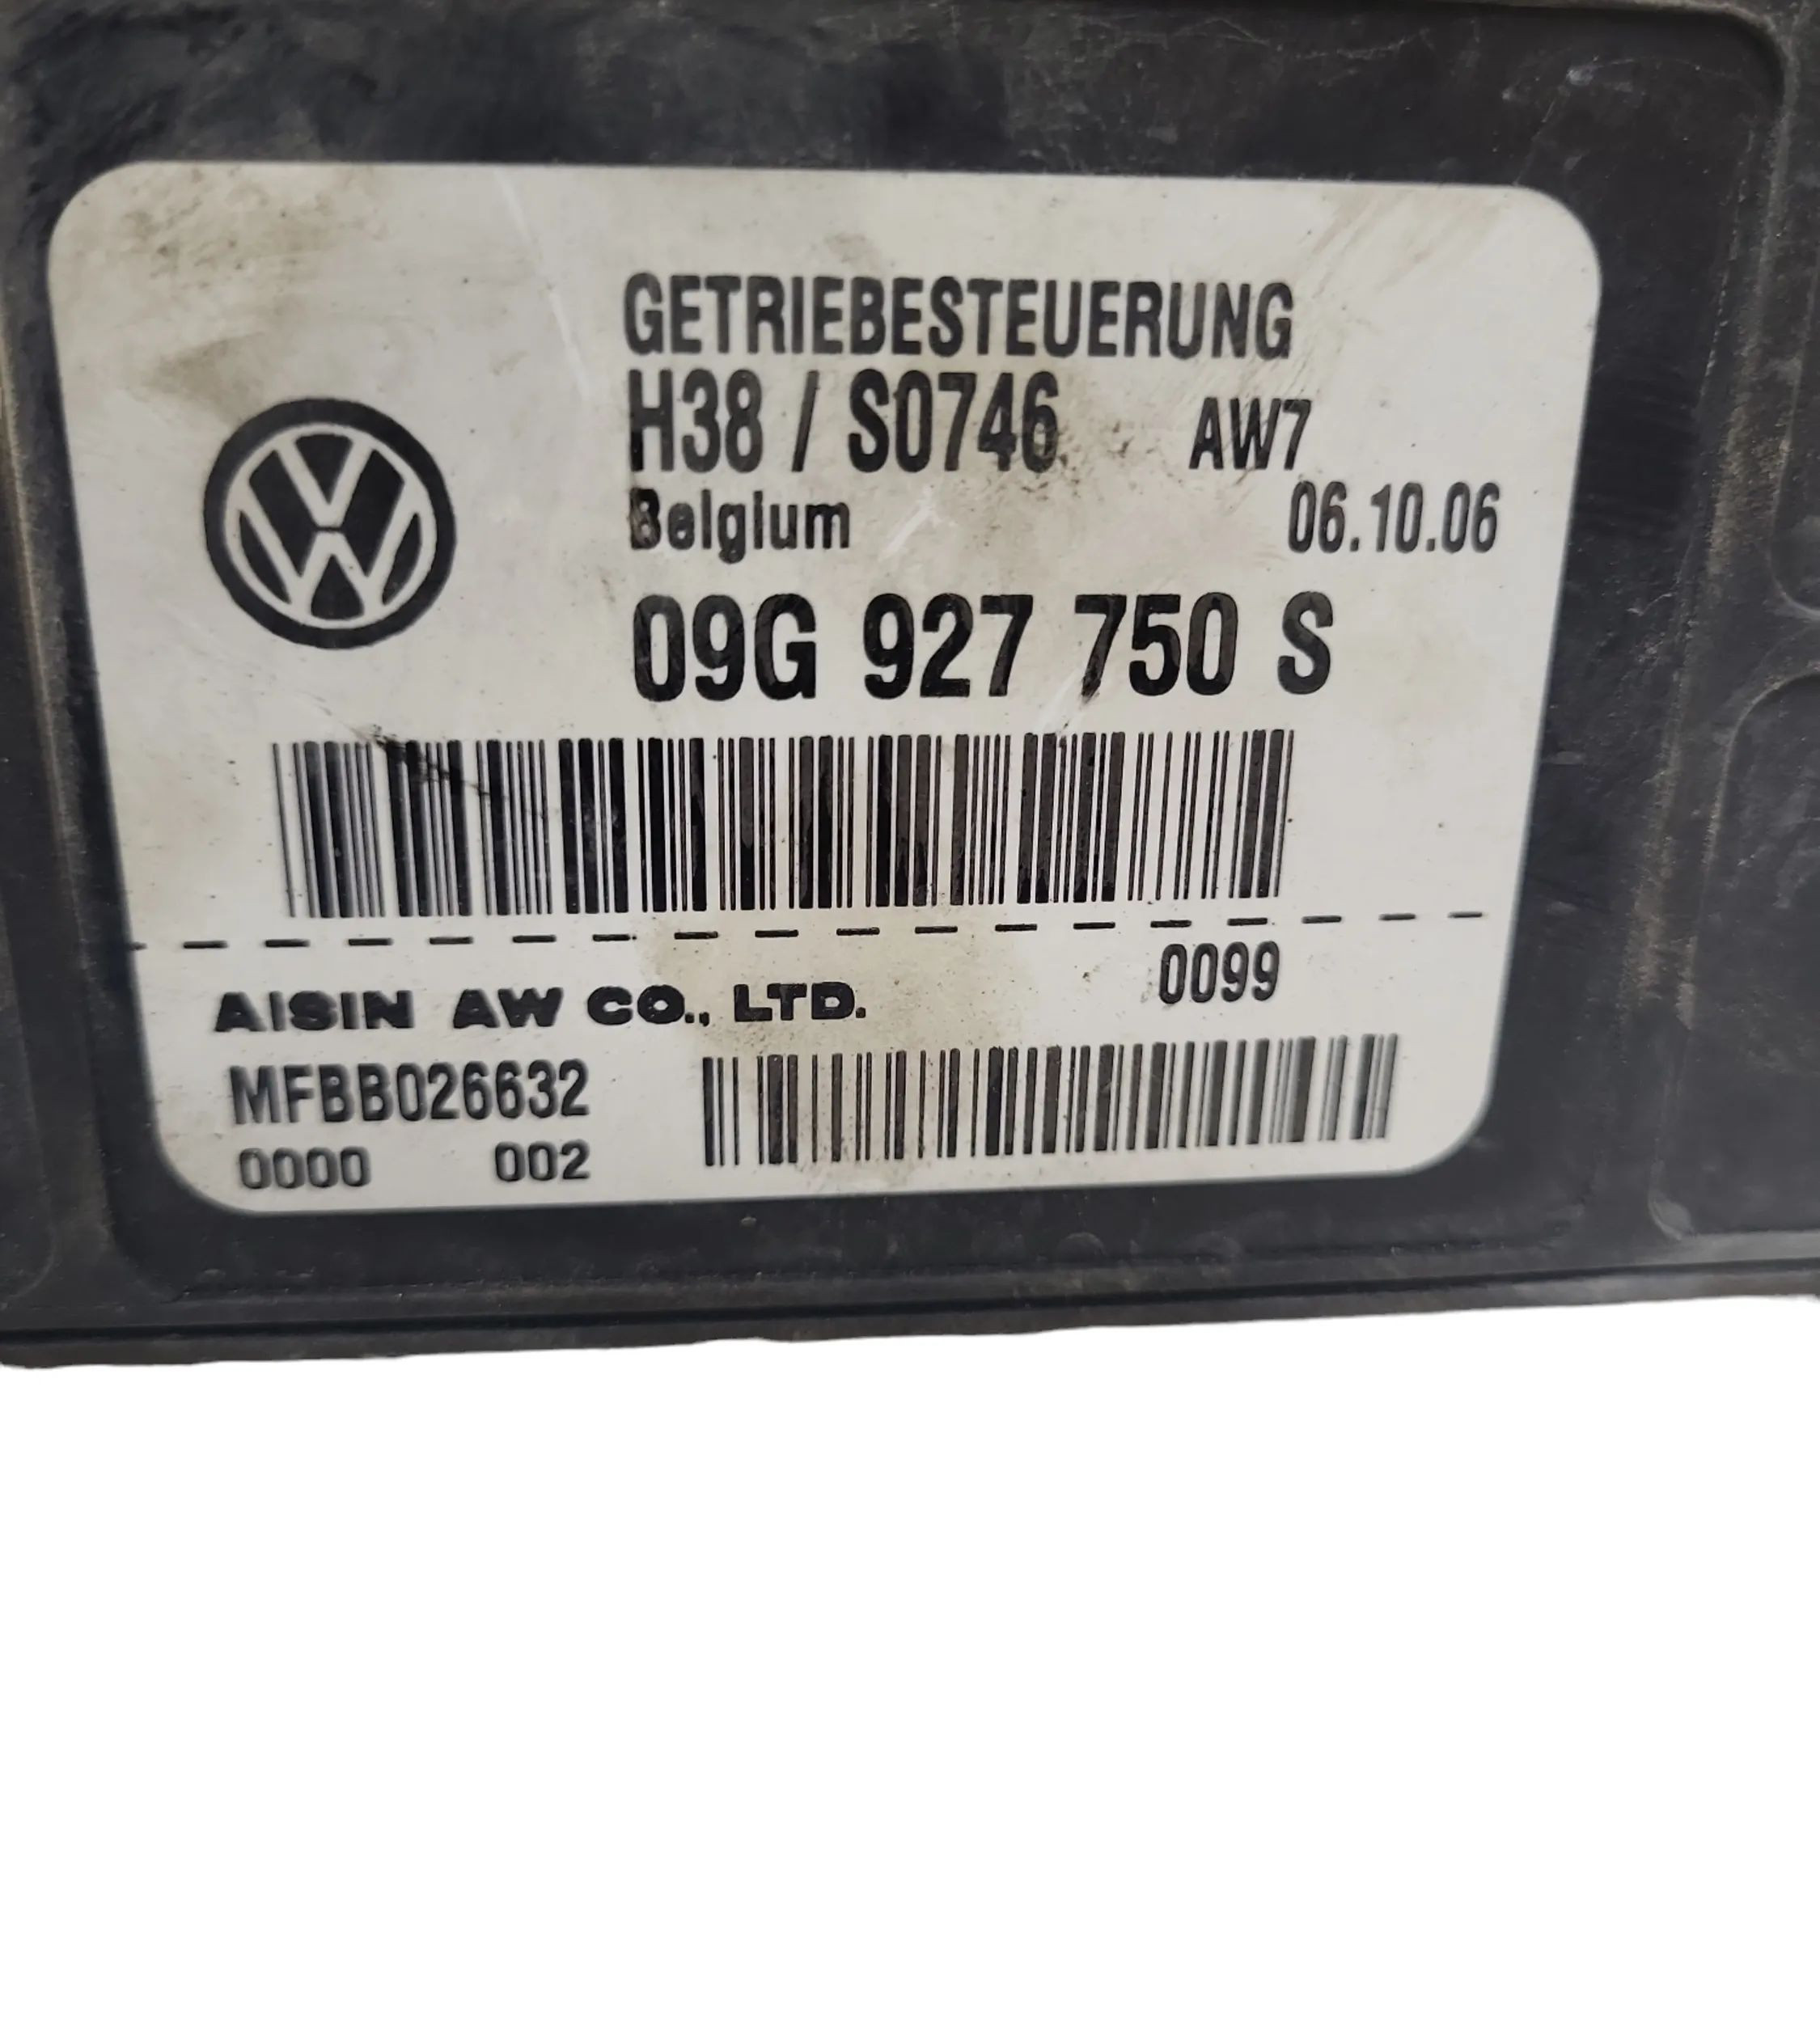 GETRIEBESTEUERUNG
H38 / S0746 AW7
Belgium 06.10.06
09G 927 750 S
0099
AISIN AW CO., LTD.
MFBB026632
0000 002